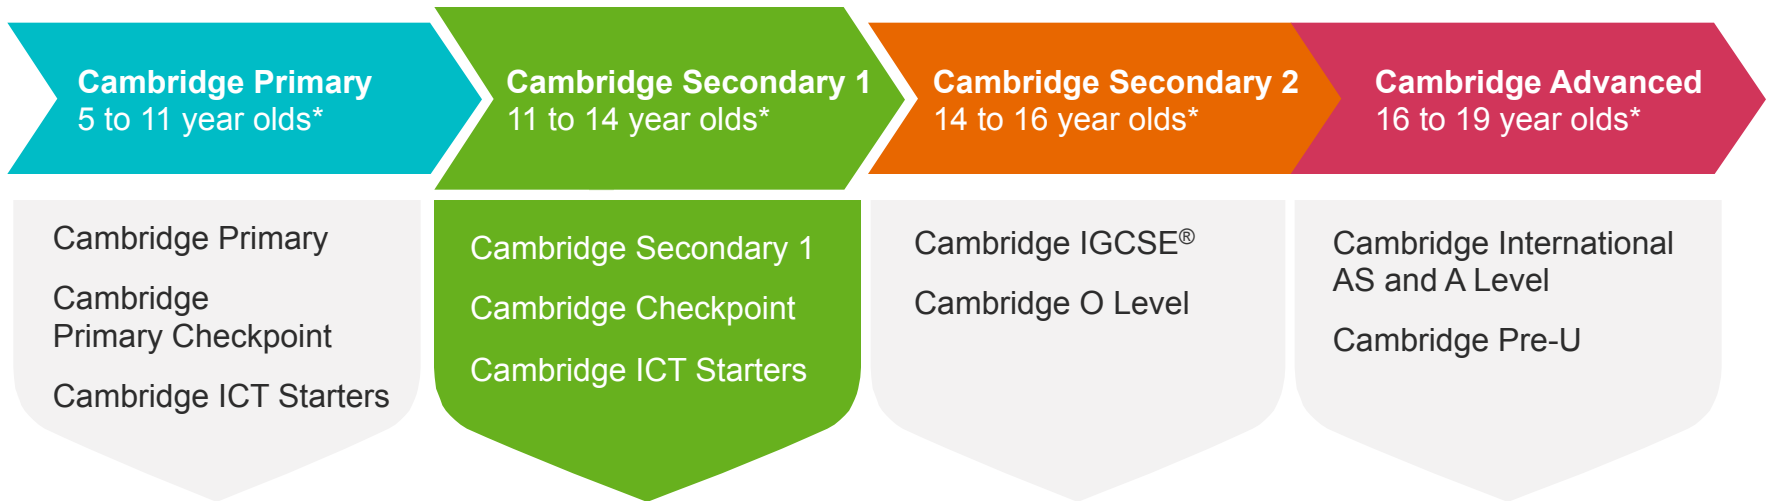 Cambridge Primary
5 to 11 year olds*
Cambridge Secondary 1
11 to 14 year olds*
Cambridge Secondary 2
14 to 16 year olds*
Cambridge Advanced
16 to 19 year olds*
Cambridge Primary
Cambridge
Primary Checkpoint
Cambridge ICT Starters
Cambridge Secondary 1
Cambridge Checkpoint
Cambridge ICT Starters
Cambridge IGCSE®
Cambridge O Level
Cambridge International
AS and A Level
Cambridge Pre-U